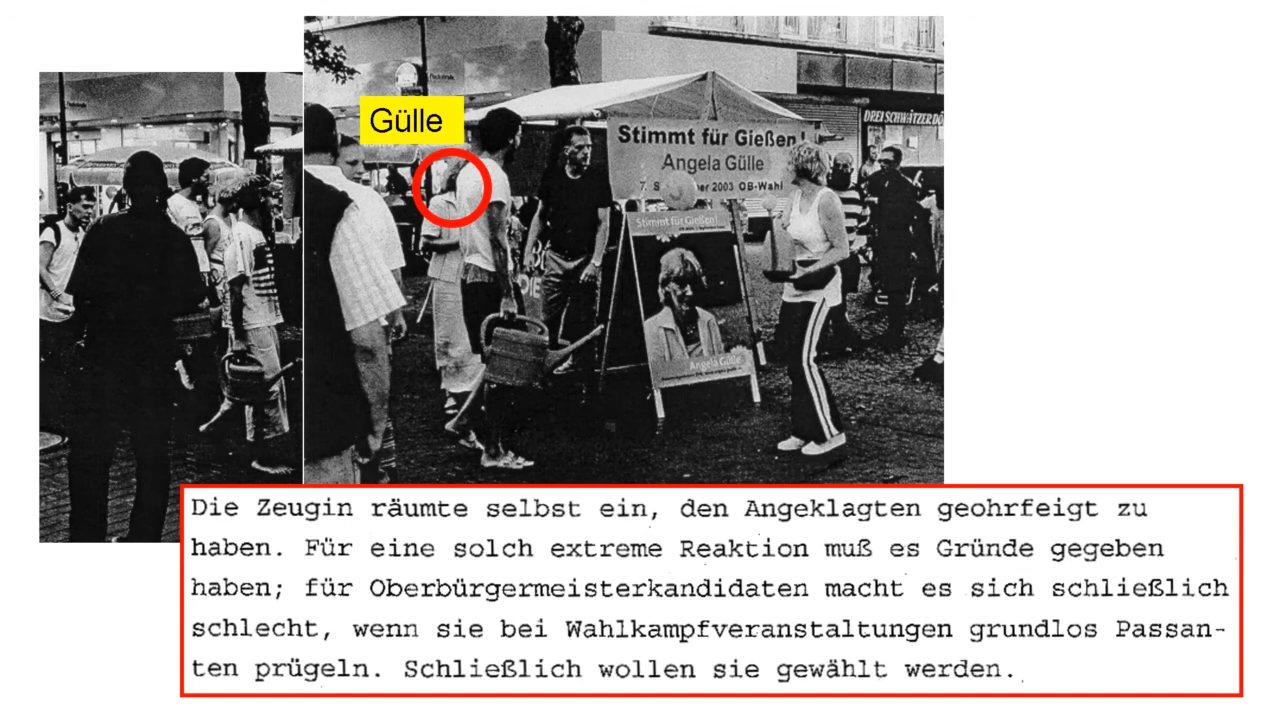 Gülle
DREI SCHWÄTZER
Stimmt für Gießen!
Angela Gülle
7. S ber 2003 OB-Wahl
Stimmt für Gießen!
Angela Gülle
Die Zeugin räumte selbst ein, den Angeklagten geohrfeigt zu
haben. Für eine solch extreme Reaktion muß es Gründe gegeben
haben; für Oberbürgermeisterkandidaten macht es sich schließlich
schlecht, wenn sie bei Wahlkampfveranstaltungen grundlos Passan-
ten prügeln. Schließlich wollen sie gewählt werden.